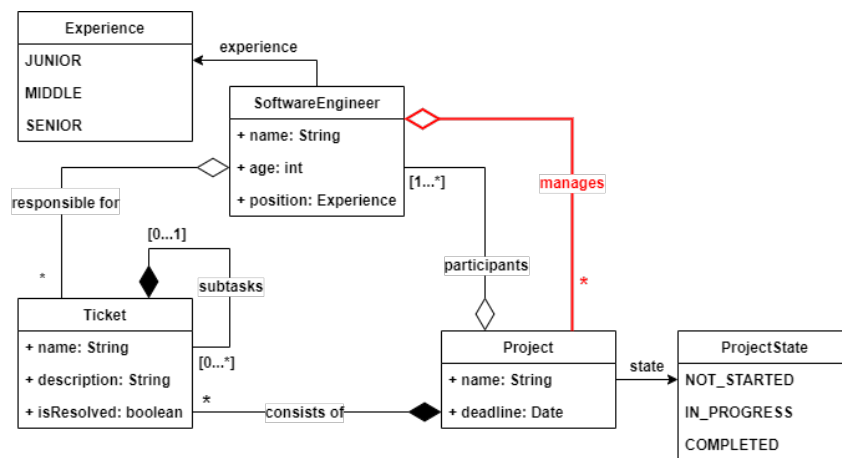 Experience
JUNIOR
MIDDLE
SENIOR
experience
SoftwareEngineer
+ name: String
+ age: int
+ position: Experience
responsible for
*
[0...1]
subtasks
[0...*]
[1...*]
participants
manages
*
Ticket
+ name: String
+ description: String
+ isResolved: boolean
*
consists of
Project
+ name: String
+ deadline: Date
state
ProjectState
NOT_STARTED
IN_PROGRESS
COMPLETED